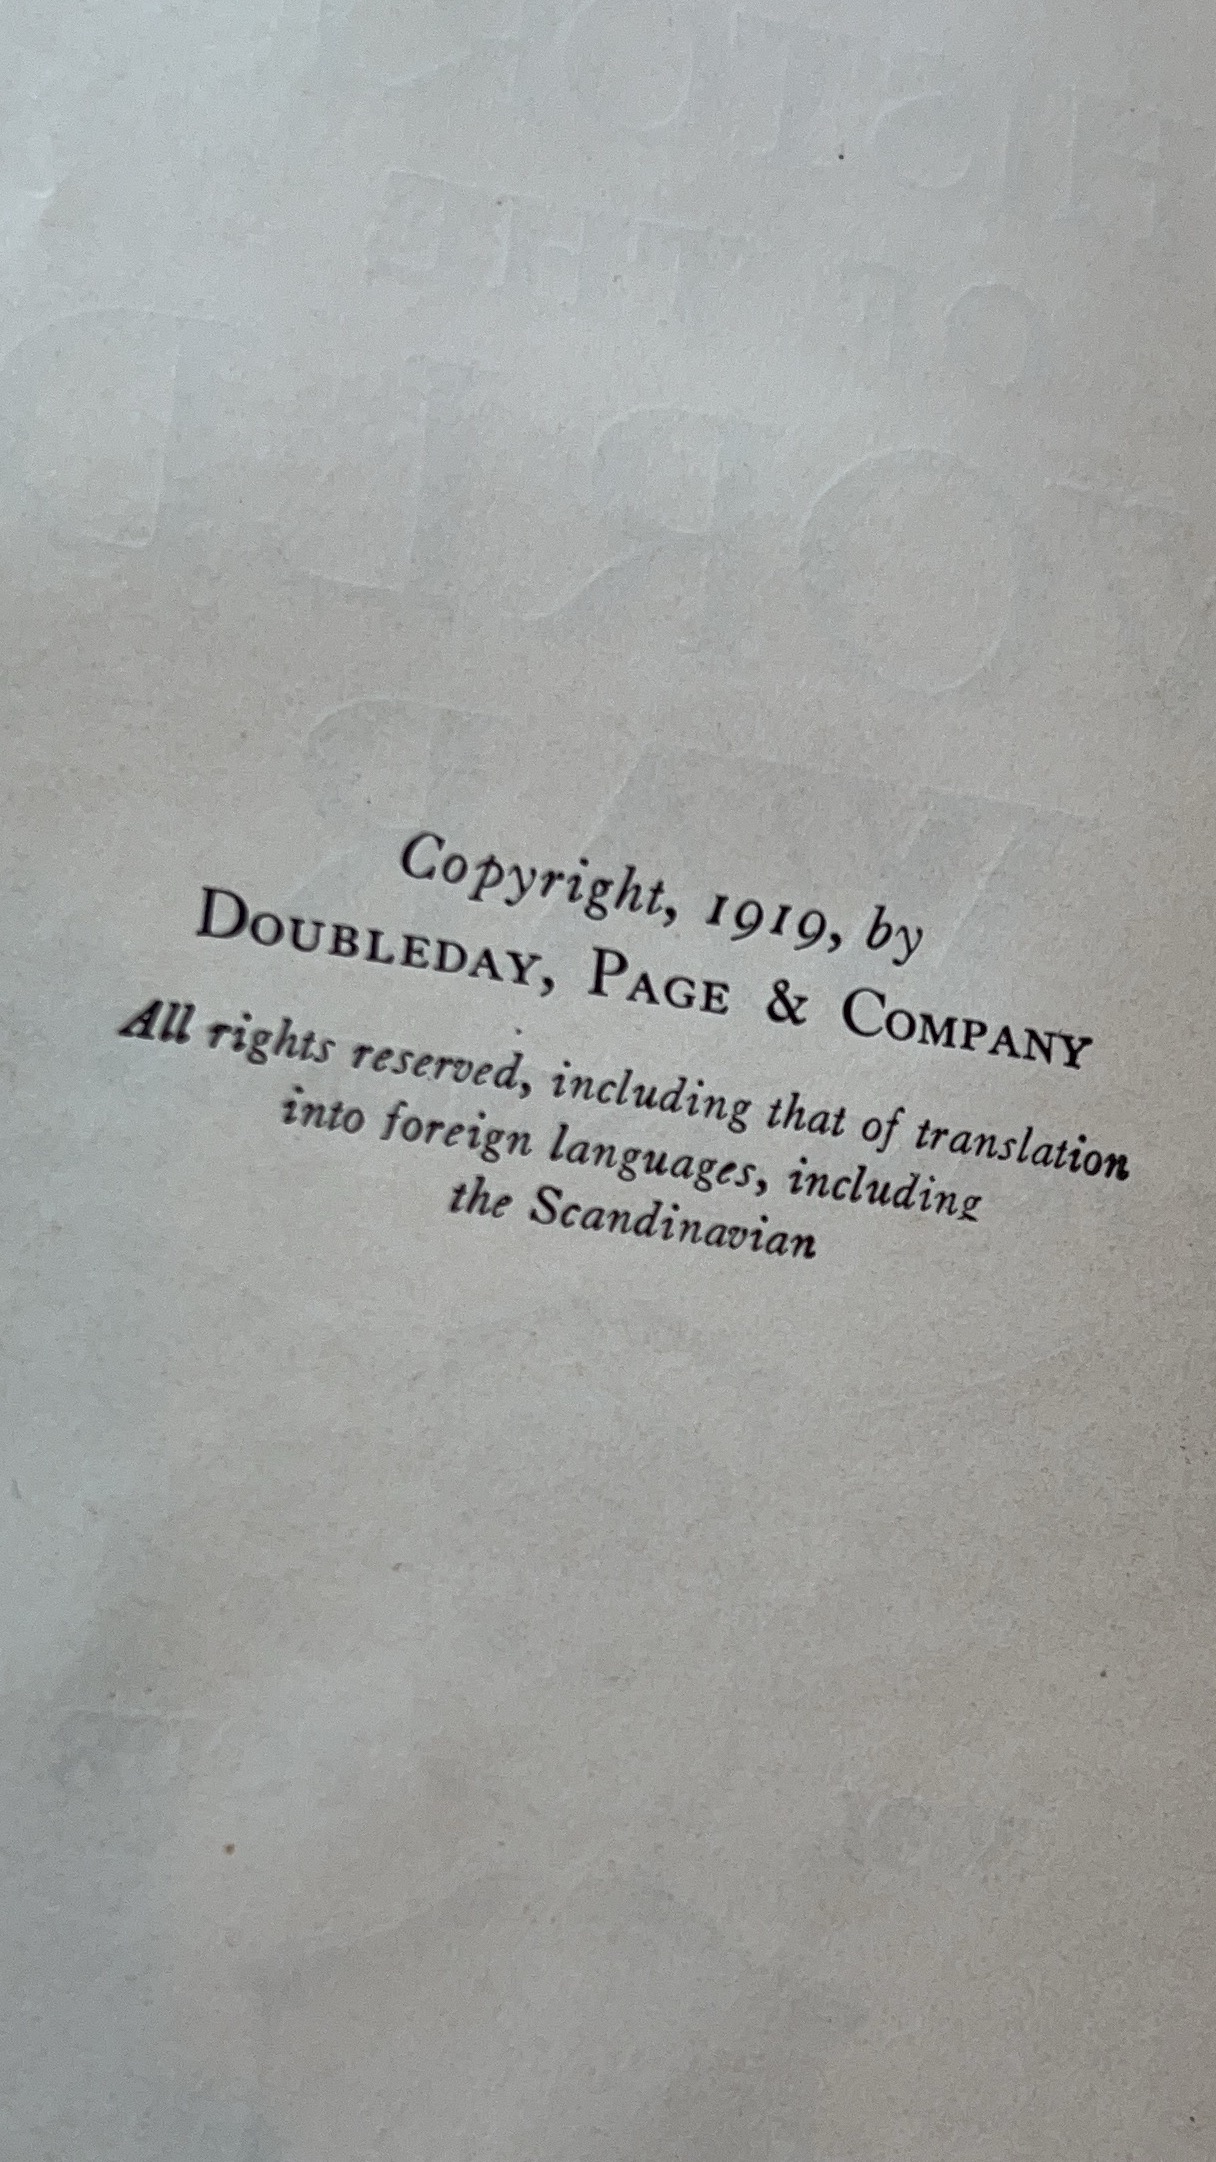 Copyright, 1919, by
DOUBLEDAY, PAGE & COMPANY
All rights reserved, including that of translation
into foreign languages, including
the Scandinavian